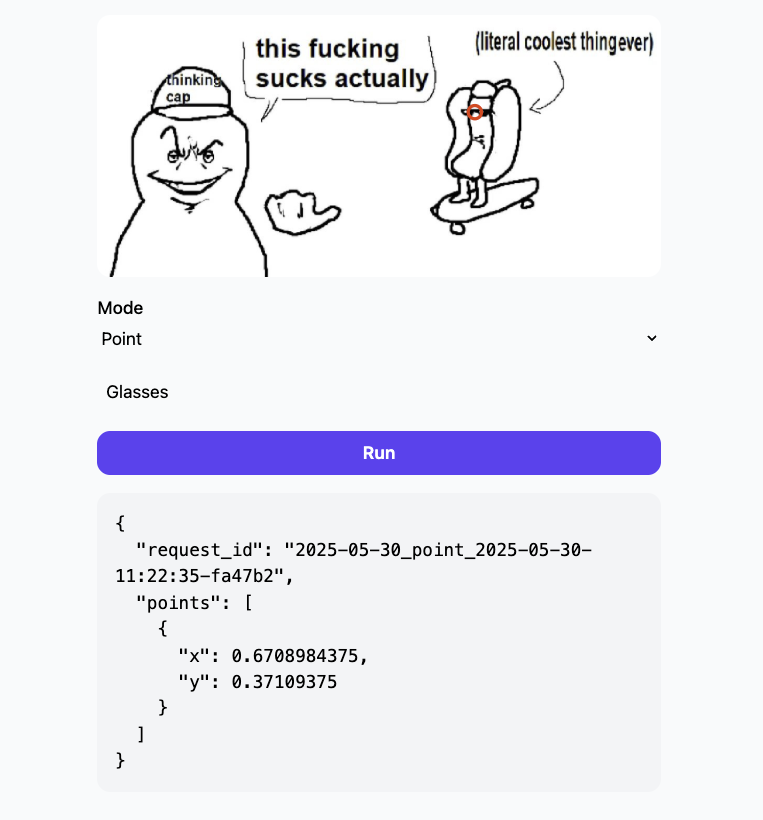 this fucking
sucks actually
(literal coolest thingever)
thinking
cap
Mode
Point
Glasses
Run
{
"request_id": "2025-05-30_point_2025-05-30-
11:22:35-fa47b2",
"points": [
{
"x": 0.6708984375,
"y": 0.37109375
}
]
}